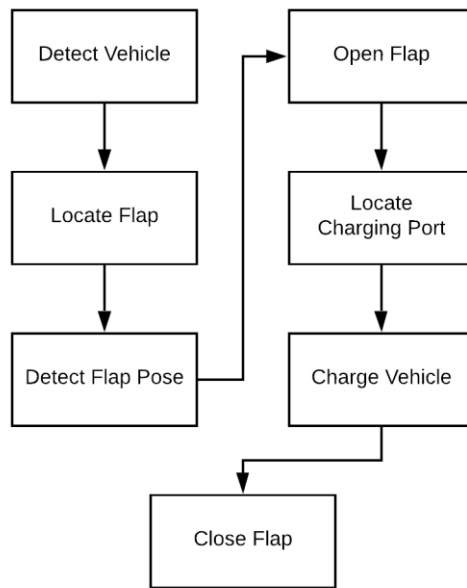 Detect Vehicle
Locate Flap
Detect Flap Pose
Open Flap
Locate
Charging Port
Charge Vehicle
Close Flap